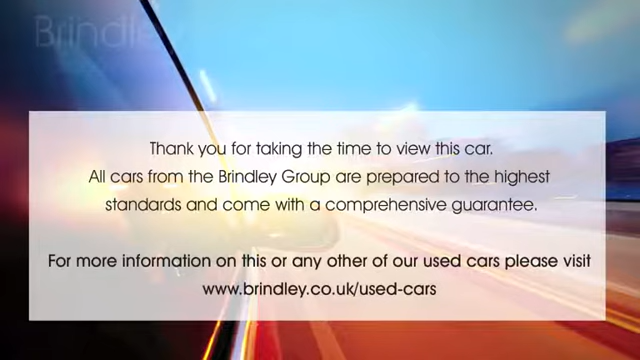 Brindley
Thank you for taking the time to view this car.
All cars from the Brindley Group are prepared to the highest
standards and come with a comprehensive guarantee.
For more information on this or any other of our used cars please visit
www.brindley.co.uk/used-cars